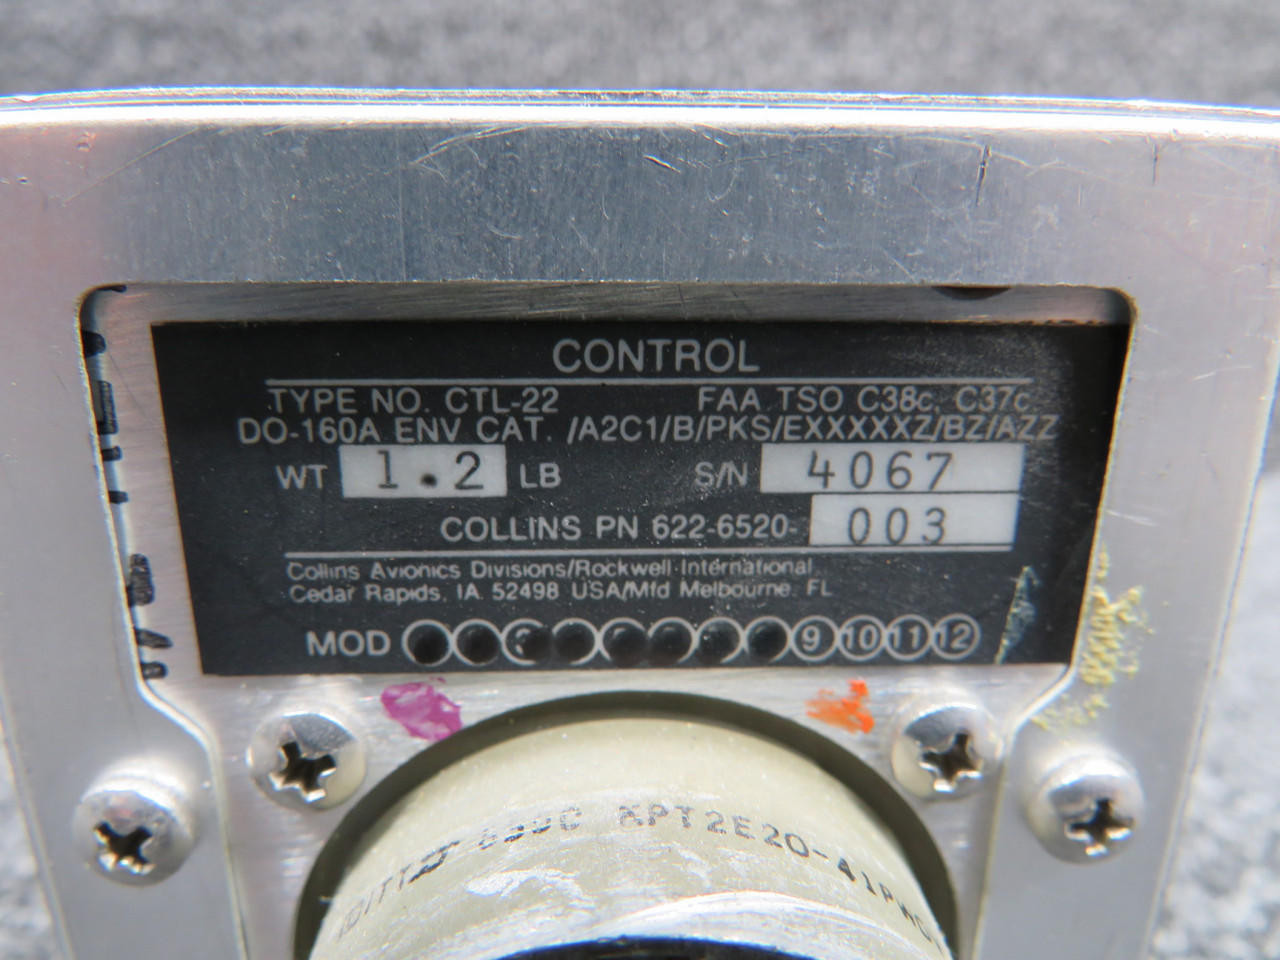 CONTROL
TYPE NO. CTL-22 FAA TSO C38c, C37c
DO-160A ENV CAT. /A2C1/B/PKS/EXXXXXZ/BZ/AZZ
WT 1.2 LB S/N 4067
COLLINS PN 622-6520- 003
Collins Avionics Divisions/Rockwell International
Cedar Rapids, IA 52498 USA/Mfd Melbourne, FL
MOD 9 10 11 12
KPT2E20-41PW